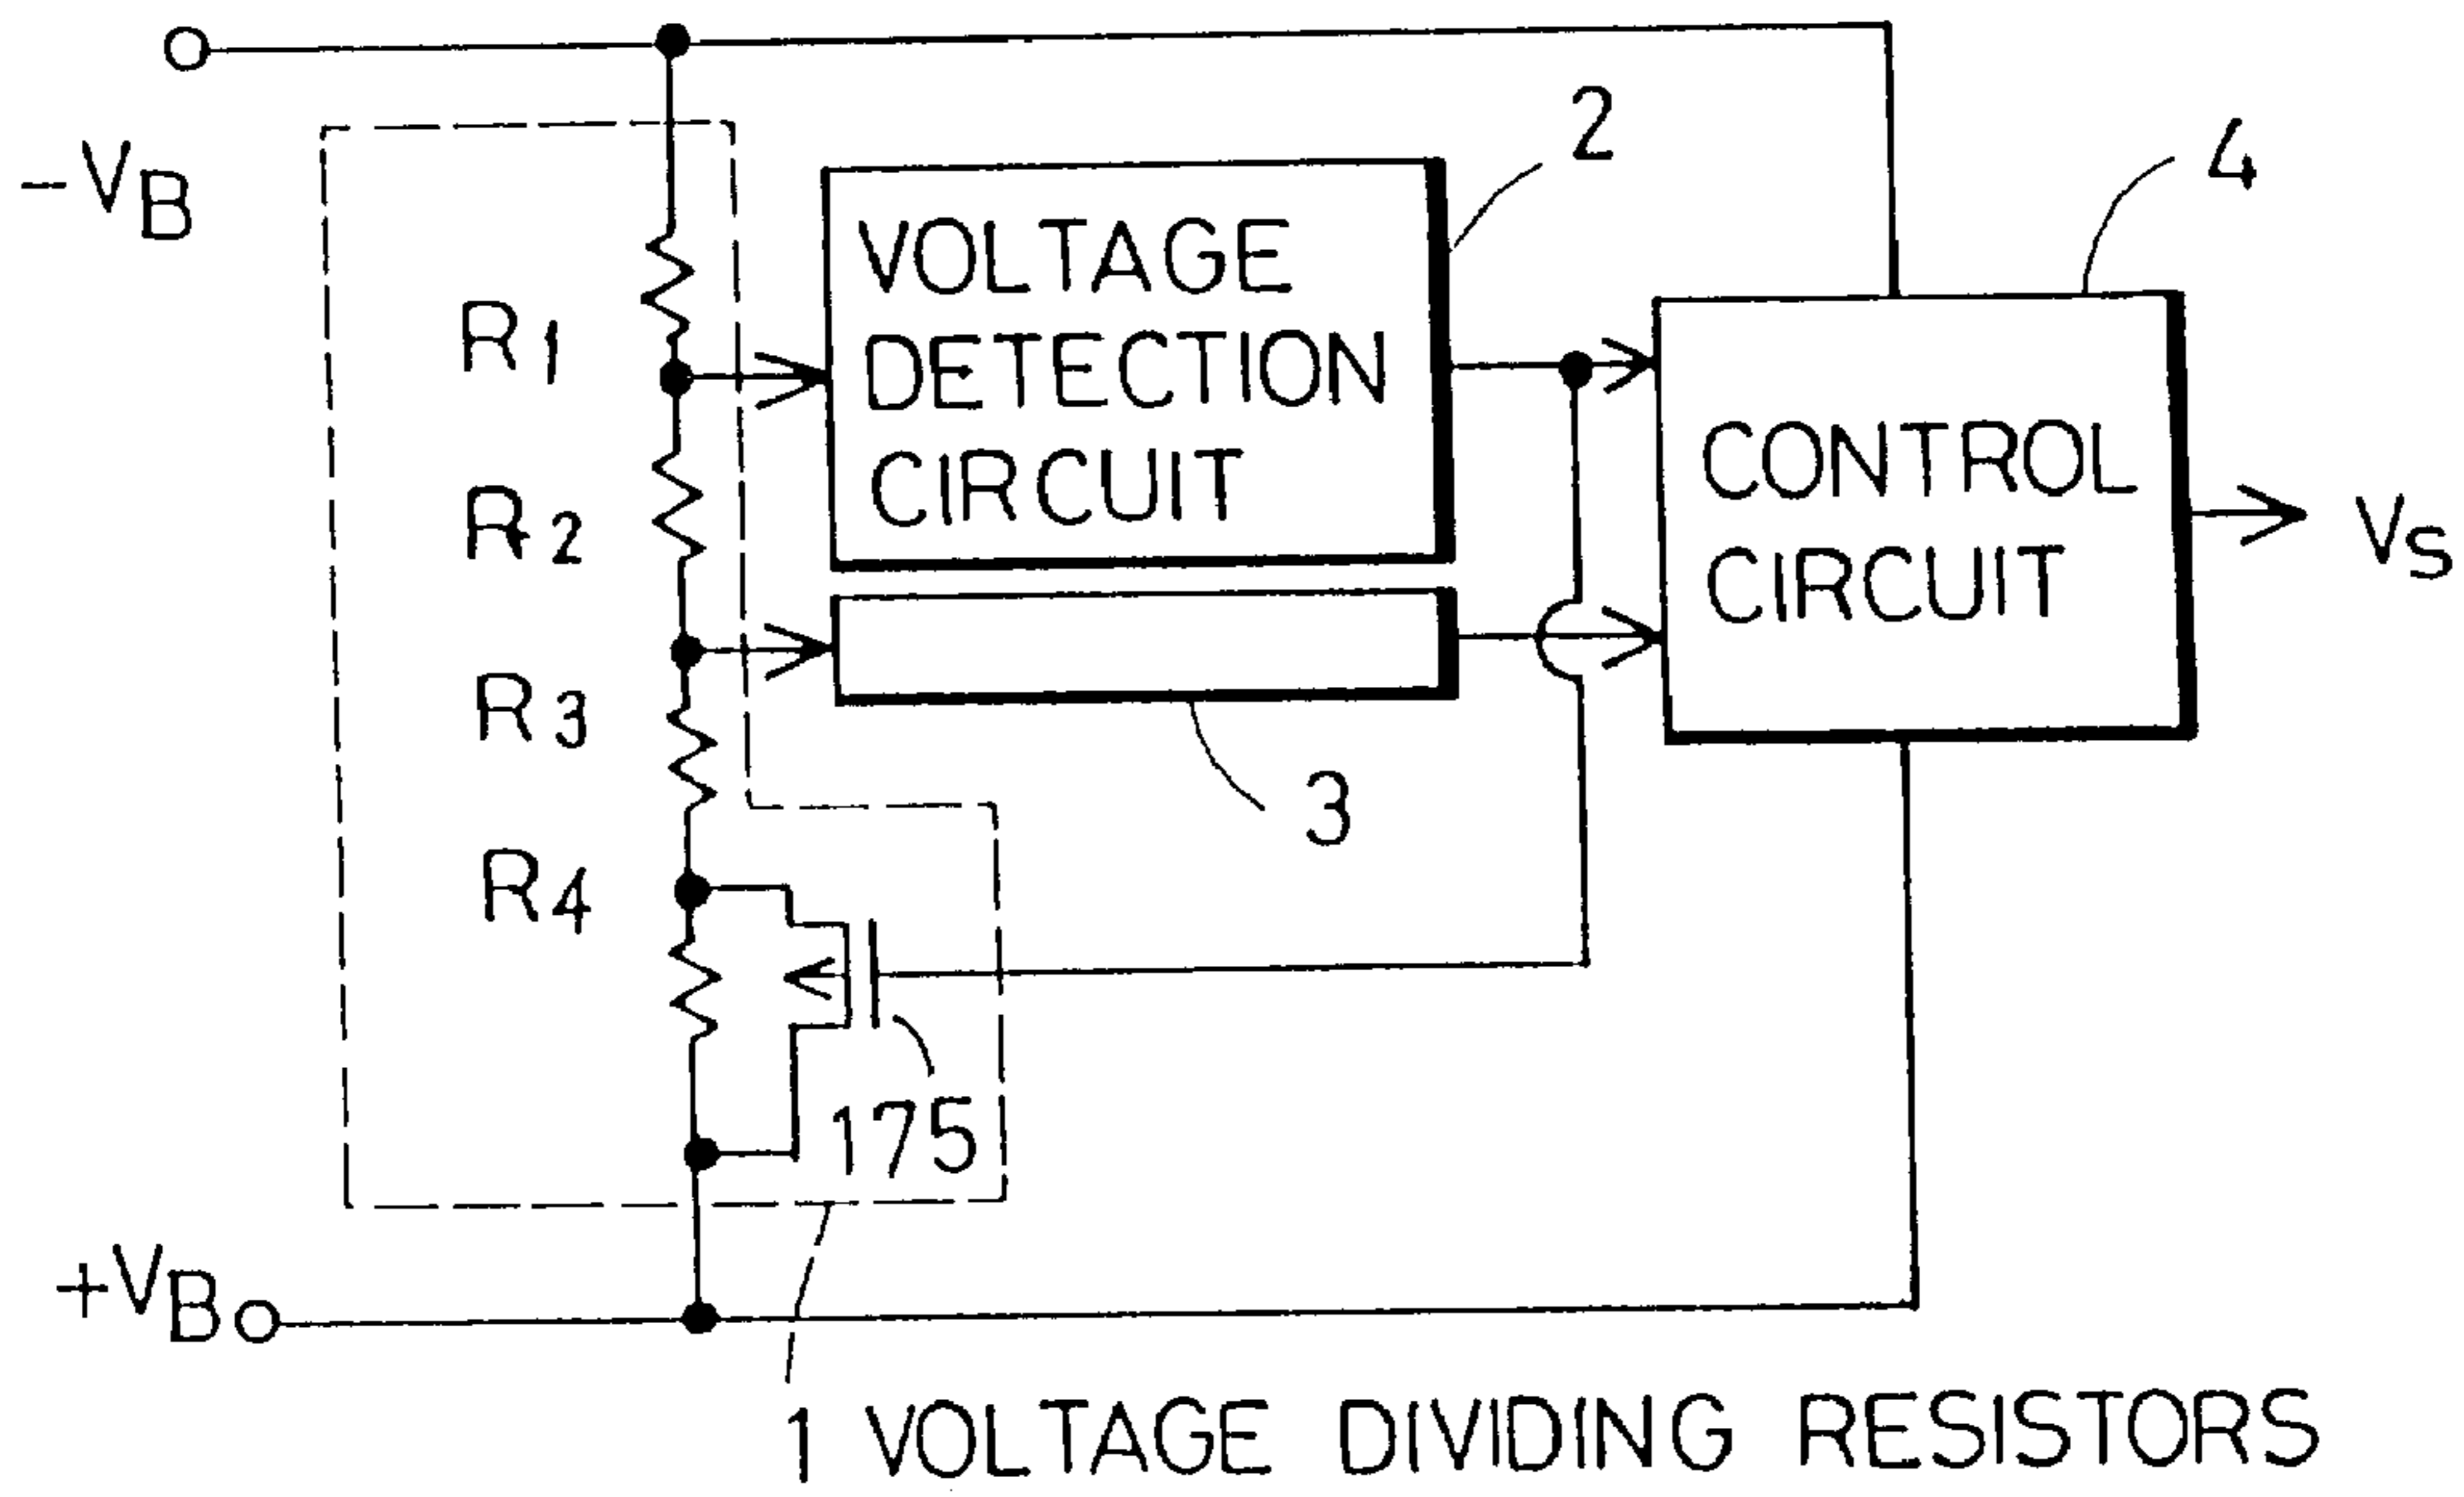 -VB
2
4
VOLTAGE
DETECTION
CIRCUIT
R1
R2
CONTROL
CIRCUIT
VS
R3
3
R4
175
+VB
1 VOLTAGE DIVIDING RESISTORS